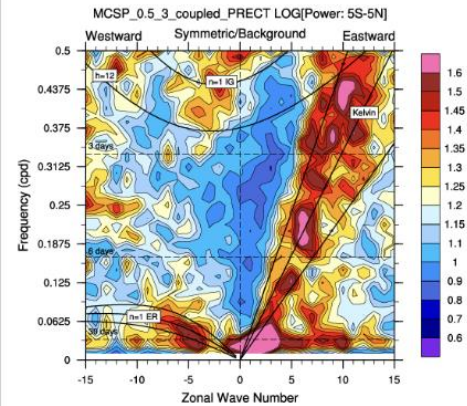 MCSP_0.5_3_coupled_PRECT LOG[Power: 5S-5N]
Westward Symmetric/Background Eastward
0.5
0.4375
0.375
0.3125
0.25
0.1875
0.125
0.0625
0
Frequency (cpd)
h=12
n=1 IG
Kelvin
3 days
6 days
n=1 ER
30 days
-15 -10 -5 0 5 10 15
Zonal Wave Number
1.6
1.5
1.45
1.4
1.35
1.3
1.25
1.2
1.15
1.1
1
0.9
0.8
0.7
0.6